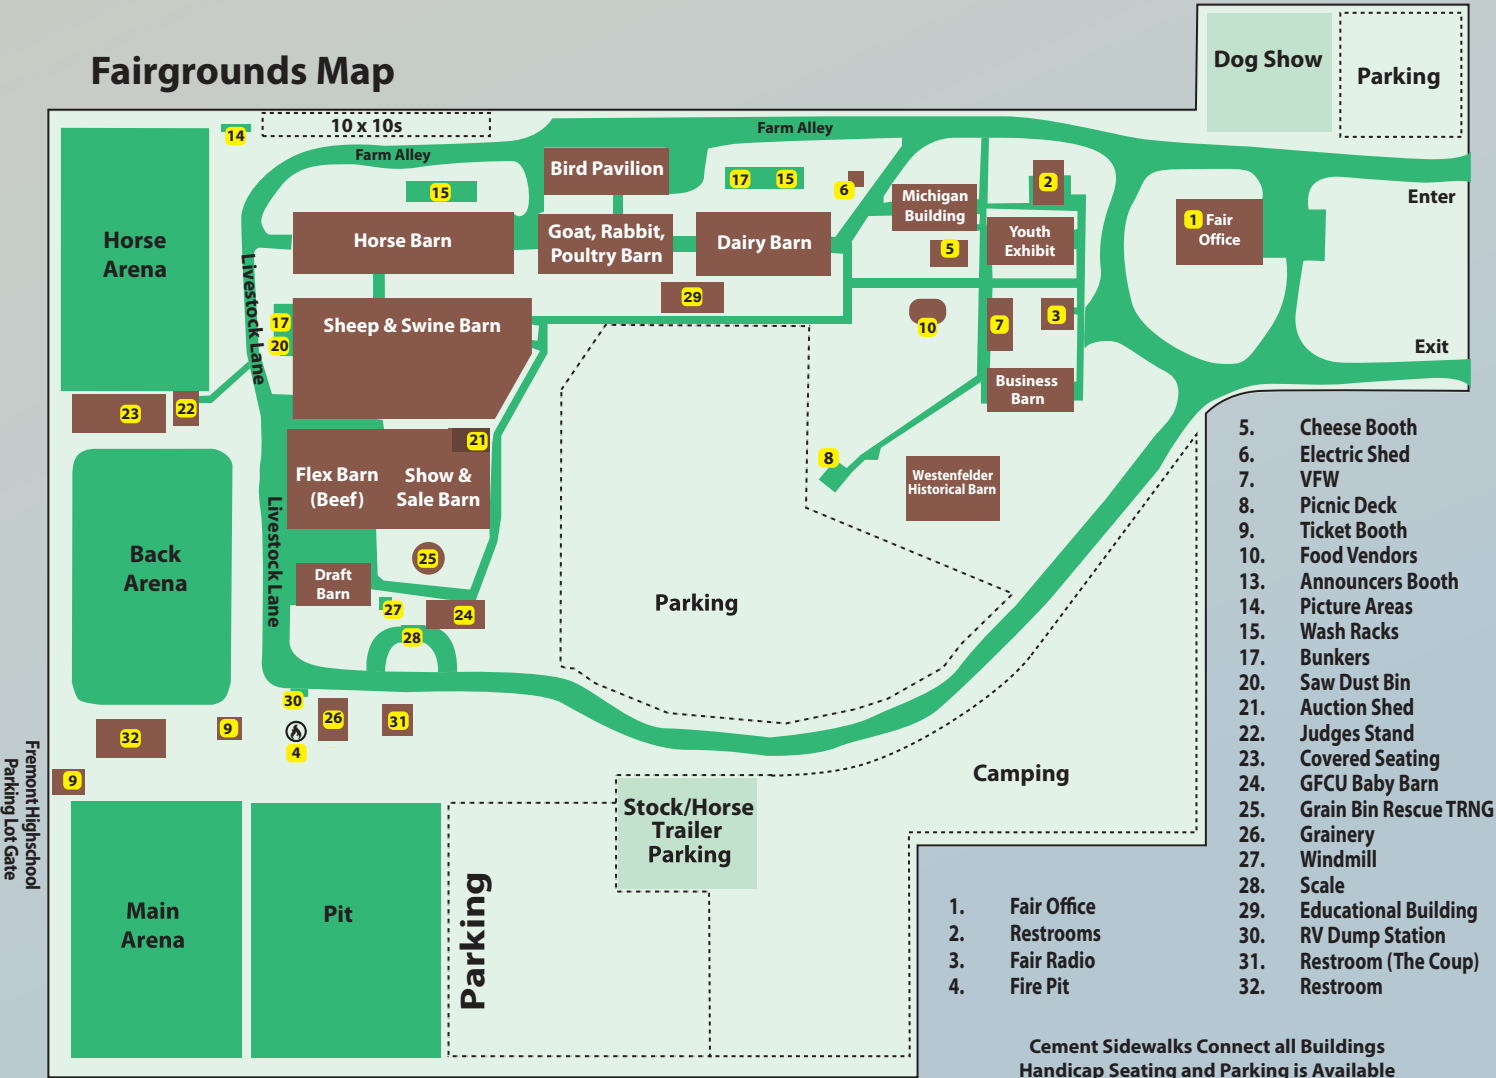 Fairgrounds Map
Dog Show
Parking
14
10 x 10s
Farm Alley
Farm Alley
Bird Pavilion
17
15
15
6
2
Michigan
Building
Enter
1 Fair
Office
Horse
Arena
Horse Barn
Goat, Rabbit,
Poultry Barn
Dairy Barn
Youth
Exhibit
5
Livestock Lane
29
17
20
Sheep & Swine Barn
10
7
3
Exit
Business
Barn
23
22
21
Flex Barn
(Beef)
Show &
Sale Barn
8
Westenfelder
Historical Barn
Livestock Lane
Back
Arena
25
Draft
Barn
27
24
28
Parking
30
26
31
4
32
9
9
Fremont Highschool
Parking Lot Gate
Camping
Stock/Horse
Trailer
Parking
Main
Arena
Pit
Parking
1. Fair Office
2. Restrooms
3. Fair Radio
4. Fire Pit
5. Cheese Booth
6. Electric Shed
7. VFW
8. Picnic Deck
9. Ticket Booth
10. Food Vendors
13. Announcers Booth
14. Picture Areas
15. Wash Racks
17. Bunkers
20. Saw Dust Bin
21. Auction Shed
22. Judges Stand
23. Covered Seating
24. GFCU Baby Barn
25. Grain Bin Rescue TRNG
26. Grainery
27. Windmill
28. Scale
29. Educational Building
30. RV Dump Station
31. Restroom (The Coup)
32. Restroom
Cement Sidewalks Connect all Buildings
Handicap Seating and Parking is Available